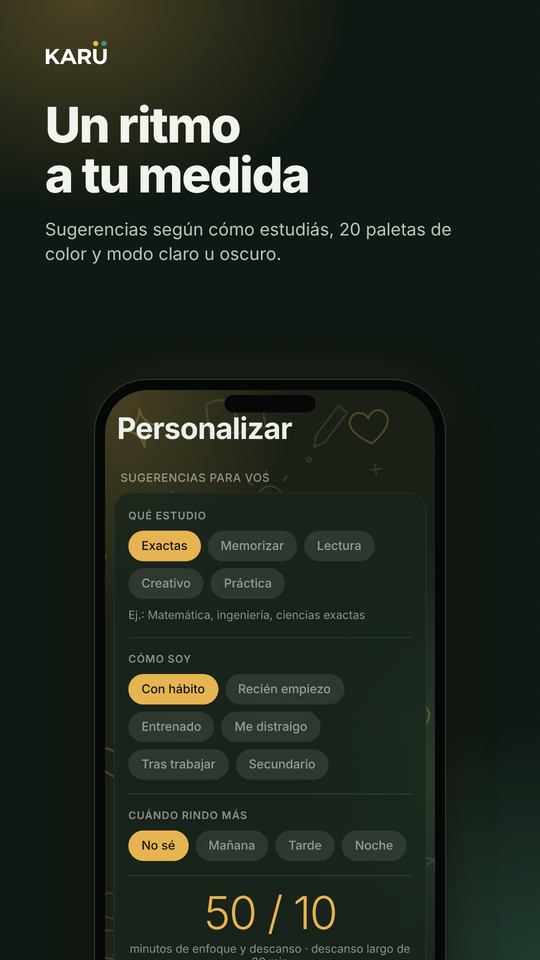 KARÜ
Un ritmo
a tu medida
Sugerencias según cómo estudiás, 20 paletas de
color y modo claro u oscuro.
Personalizar
SUGERENCIAS PARA VOS
QUÉ ESTUDIO
Exactas Memorizar Lectura
Creativo Práctica
Ej.: Matemática, ingeniería, ciencias exactas
CÓMO SOY
Con hábito Recién empiezo
Entrenado Me distraigo
Tras trabajar Secundario
CUÁNDO RINDO MÁS
No sé Mañana Tarde Noche
50 / 10
minutos de enfoque y descanso · descanso largo de